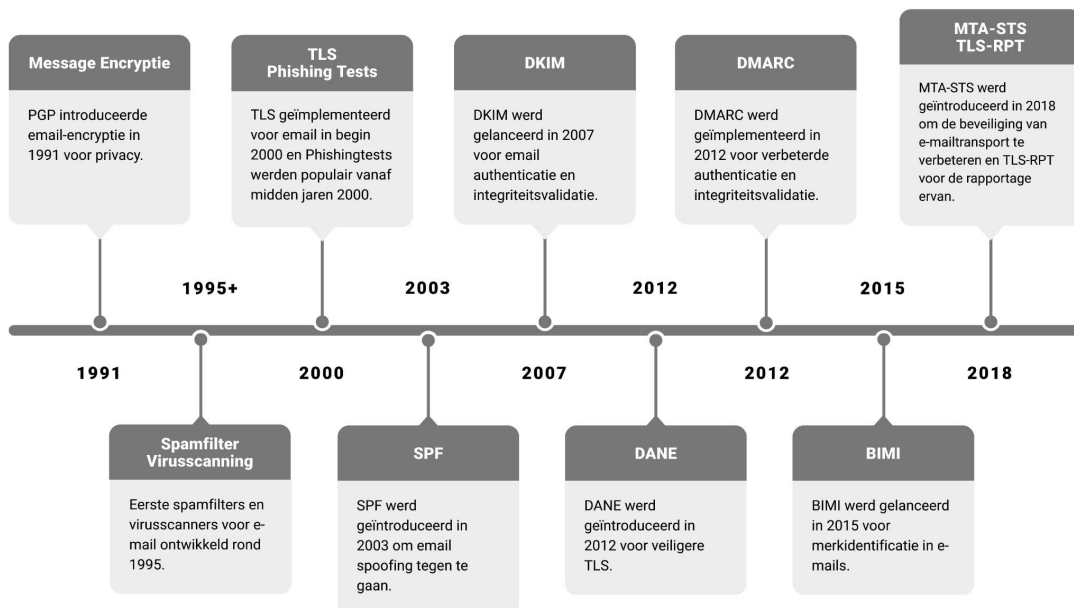 Message Encryptie
PGP introduceerde
email-encryptie in
1991 voor privacy.
TLS
Phishing Tests
TLS geïmplementeerd
voor email in begin
2000 en Phishingtests
werden populair vanaf
midden jaren 2000.
DKIM
DKIM werd
gelanceerd in 2007
voor email
authenticatie en
integriteitsvalidatie.
DMARC
DMARC werd
geïmplementeerd in
2012 voor verbeterde
authenticatie en
integriteitsvalidatie.
MTA-STS
TLS-RPT
MTA-STS werd
geïntroduceerd in 2018
om de beveiliging van
e-mailtransport te
verbeteren en TLS-RPT
voor de rapportage
ervan.
1995+
2003
2012
2015
1991
2000
2007
2012
2018
Spamfilter
Virusscanning
Eerste spamfilters en
virusscanners voor e-
mail ontwikkeld rond
1995.
SPF
SPF werd
geïntroduceerd in
2003 om email
spoofing tegen te
gaan.
DANE
DANE werd
geïntroduceerd in
2012 voor veiligere
TLS.
BIMI
BIMI werd gelanceerd
in 2015 voor
merkidentificatie in e-
mails.